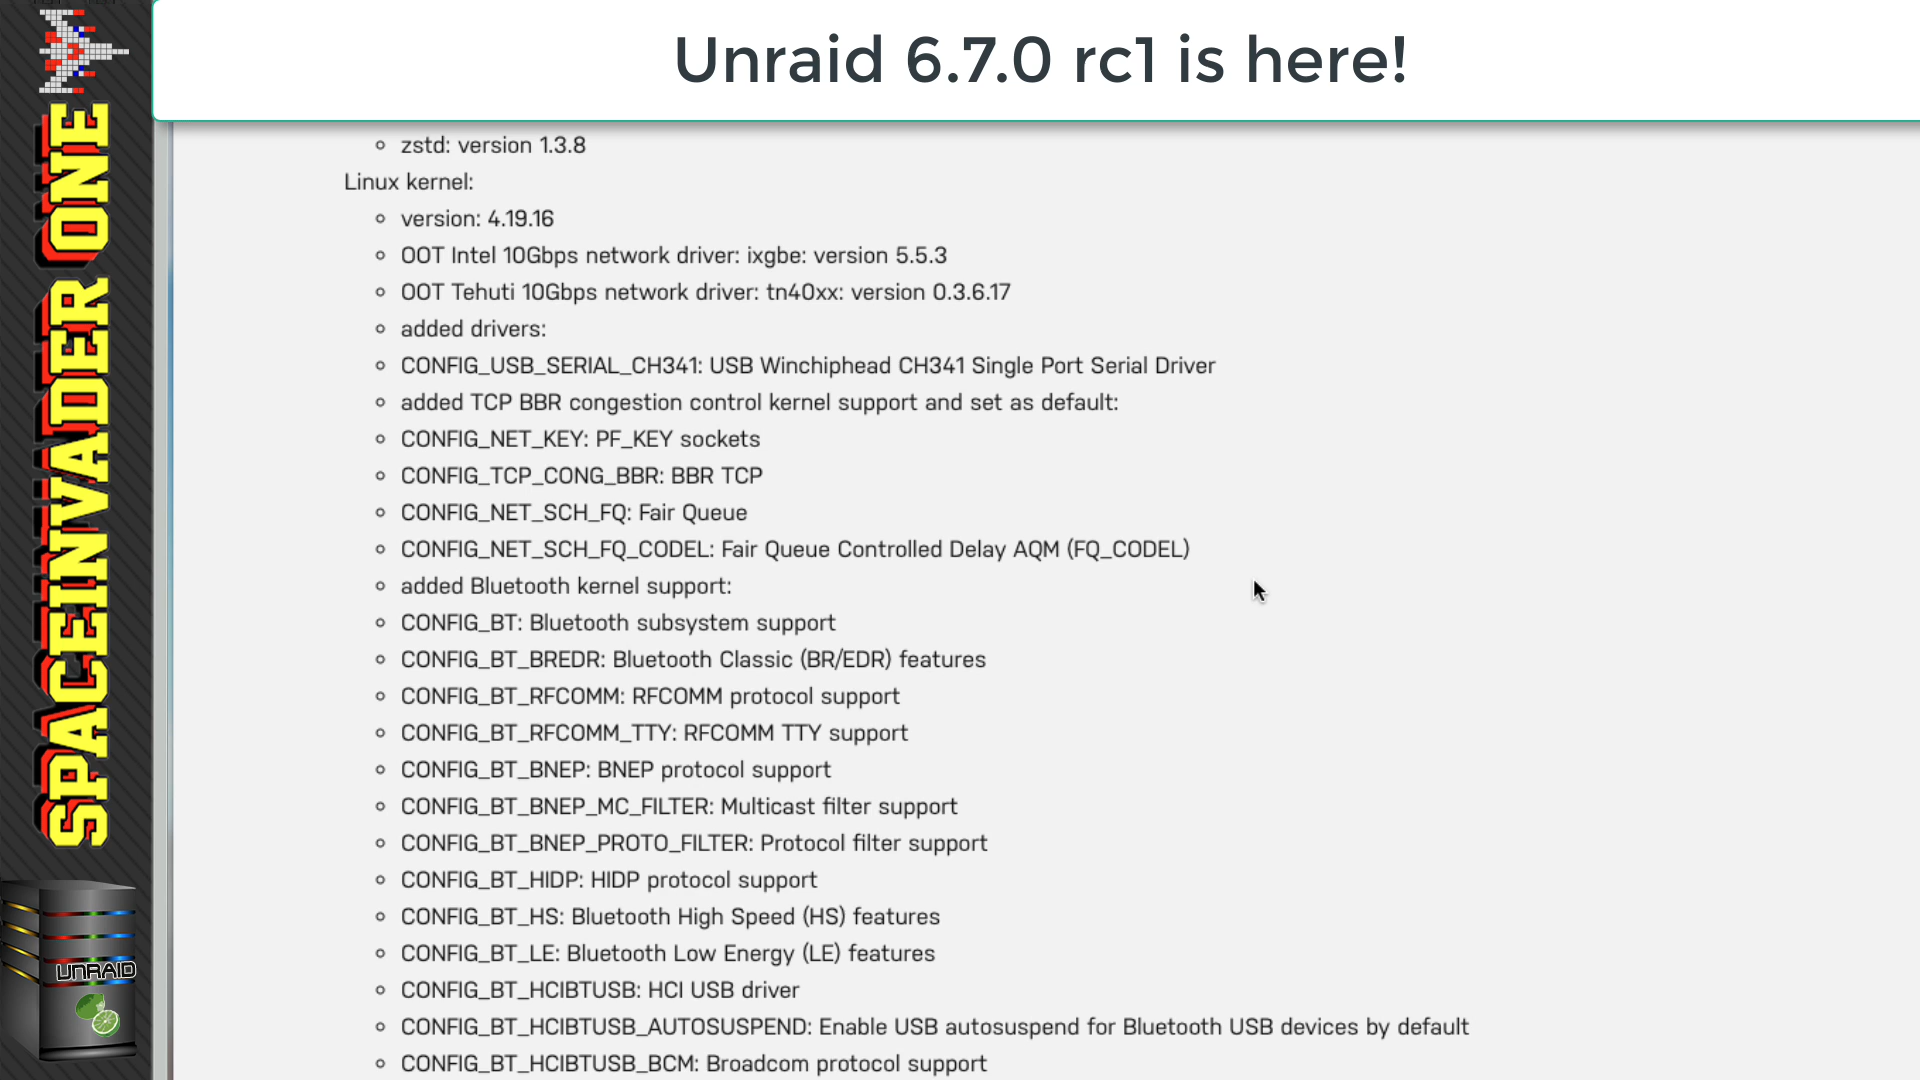 Unraid 6.7.0 rc1 is here!
SPACEINVADER ONE
UNRAID
zstd: version 1.3.8
Linux kernel:
version: 4.19.16
OOT Intel 10Gbps network driver: ixgbe: version 5.5.3
OOT Tehuti 10Gbps network driver: tn40xx: version 0.3.6.17
added drivers:
CONFIG_USB_SERIAL_CH341: USB Winchiphead CH341 Single Port Serial Driver
added TCP BBR congestion control kernel support and set as default:
CONFIG_NET_KEY: PF_KEY sockets
CONFIG_TCP_CONG_BBR: BBR TCP
CONFIG_NET_SCH_FQ: Fair Queue
CONFIG_NET_SCH_FQ_CODEL: Fair Queue Controlled Delay AQM (FQ_CODEL)
added Bluetooth kernel support:
CONFIG_BT: Bluetooth subsystem support
CONFIG_BT_BREDR: Bluetooth Classic (BR/EDR) features
CONFIG_BT_RFCOMM: RFCOMM protocol support
CONFIG_BT_RFCOMM_TTY: RFCOMM TTY support
CONFIG_BT_BNEP: BNEP protocol support
CONFIG_BT_BNEP_MC_FILTER: Multicast filter support
CONFIG_BT_BNEP_PROTO_FILTER: Protocol filter support
CONFIG_BT_HIDP: HIDP protocol support
CONFIG_BT_HS: Bluetooth High Speed (HS) features
CONFIG_BT_LE: Bluetooth Low Energy (LE) features
CONFIG_BT_HCIBTUSB: HCI USB driver
CONFIG_BT_HCIBTUSB_AUTOSUSPEND: Enable USB autosuspend for Bluetooth USB devices by default
CONFIG_BT_HCIBTUSB_BCM: Broadcom protocol support